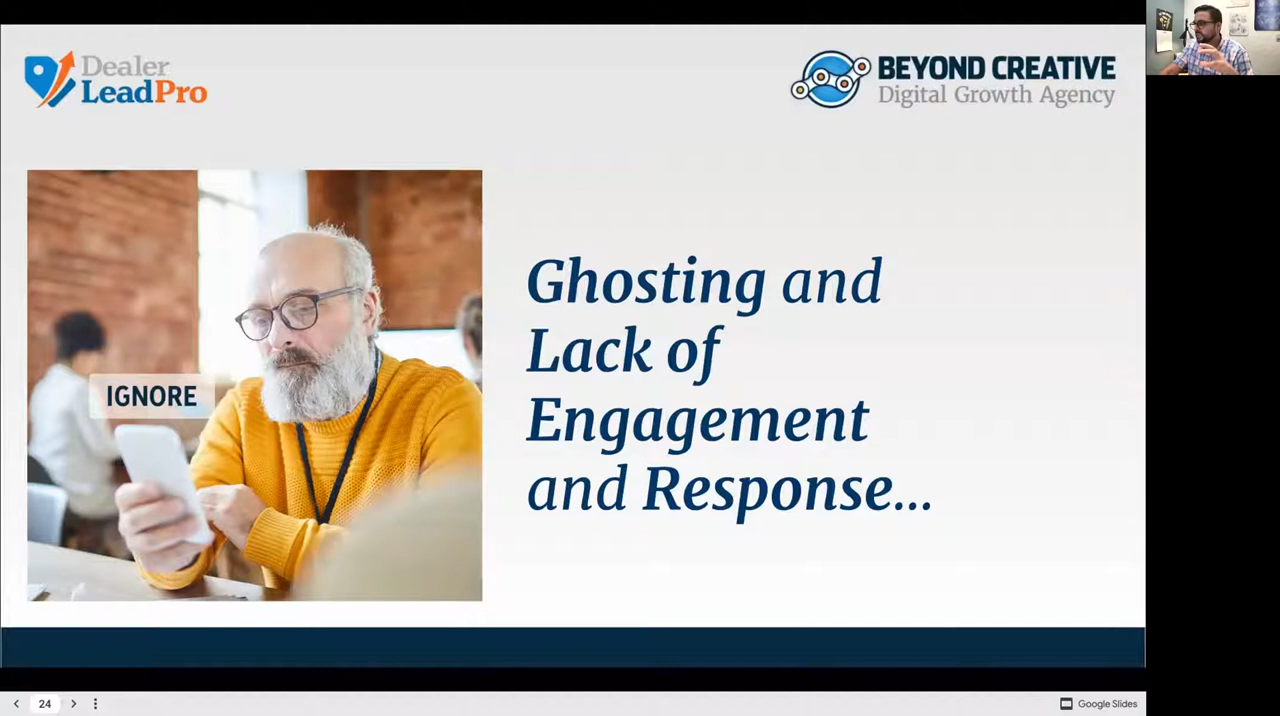 Dealer
LeadPro
BEYOND CREATIVE
Digital Growth Agency
IGNORE
Ghosting and
Lack of
Engagement
and Response...
24
Google Slides